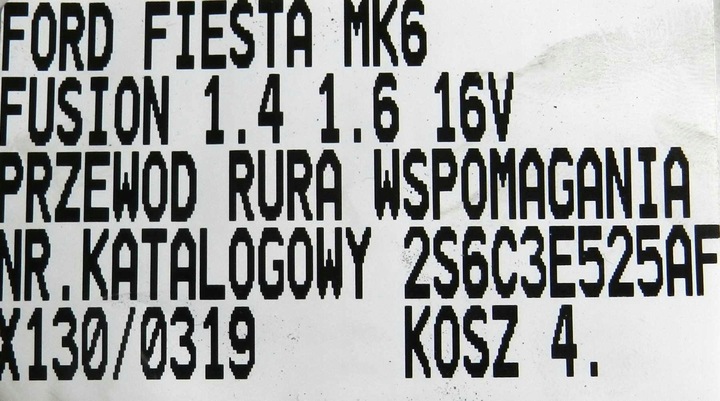 FORD FIESTA MK6
FUSION 1.4 1.6 16V
PRZEWOD RURA WSPOMAGANIA
NR.KATALOGOWY 2S6C3E525AF
X130/0319 KOSZ 4.